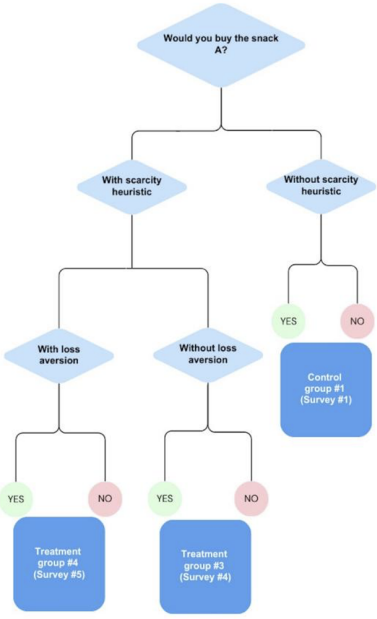 Would you buy the snack
A?
With scarcity
heuristic
Without scarcity
heuristic
YES
NO
Control
group #1
(Survey #1)
With loss
aversion
Without loss
aversion
YES
NO
YES
NO
Treatment
group #4
(Survey #5)
Treatment
group #3
(Survey #4)